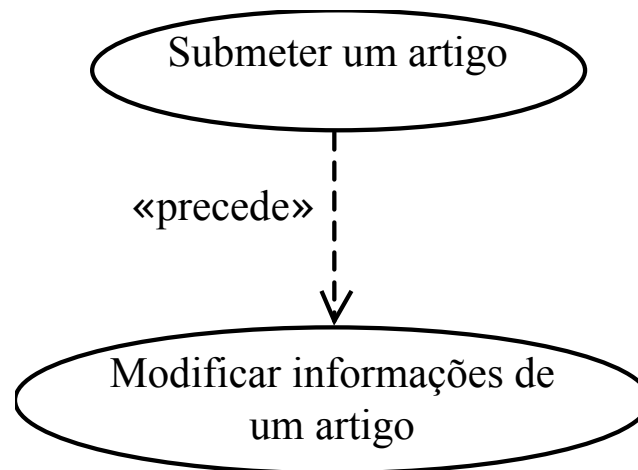 Submeter um artigo
«precede»
Modificar informações de
um artigo